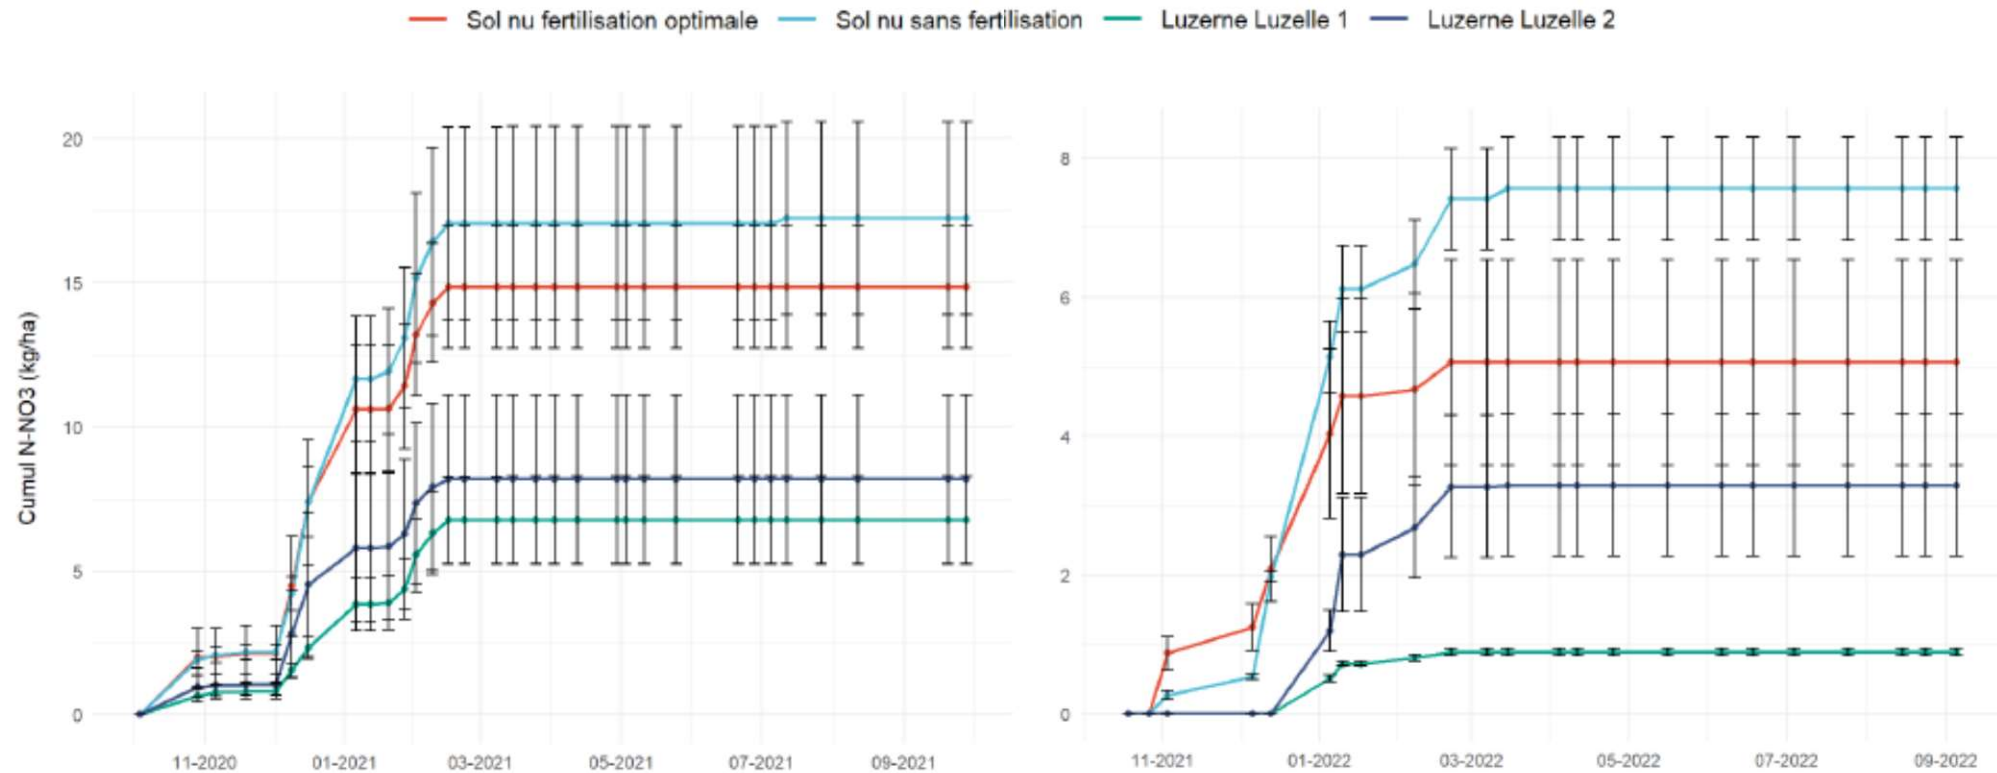 Sol nu fertilisation optimale Sol nu sans fertilisation Luzerne Luzelle 1 Luzerne Luzelle 2
Cumul N-NO3 (kg/ha)
20
15
10
5
0
11-2020 01-2021 03-2021 05-2021 07-2021 09-2021
8
6
4
2
0
11-2021 01-2022 03-2022 05-2022 07-2022 09-2022